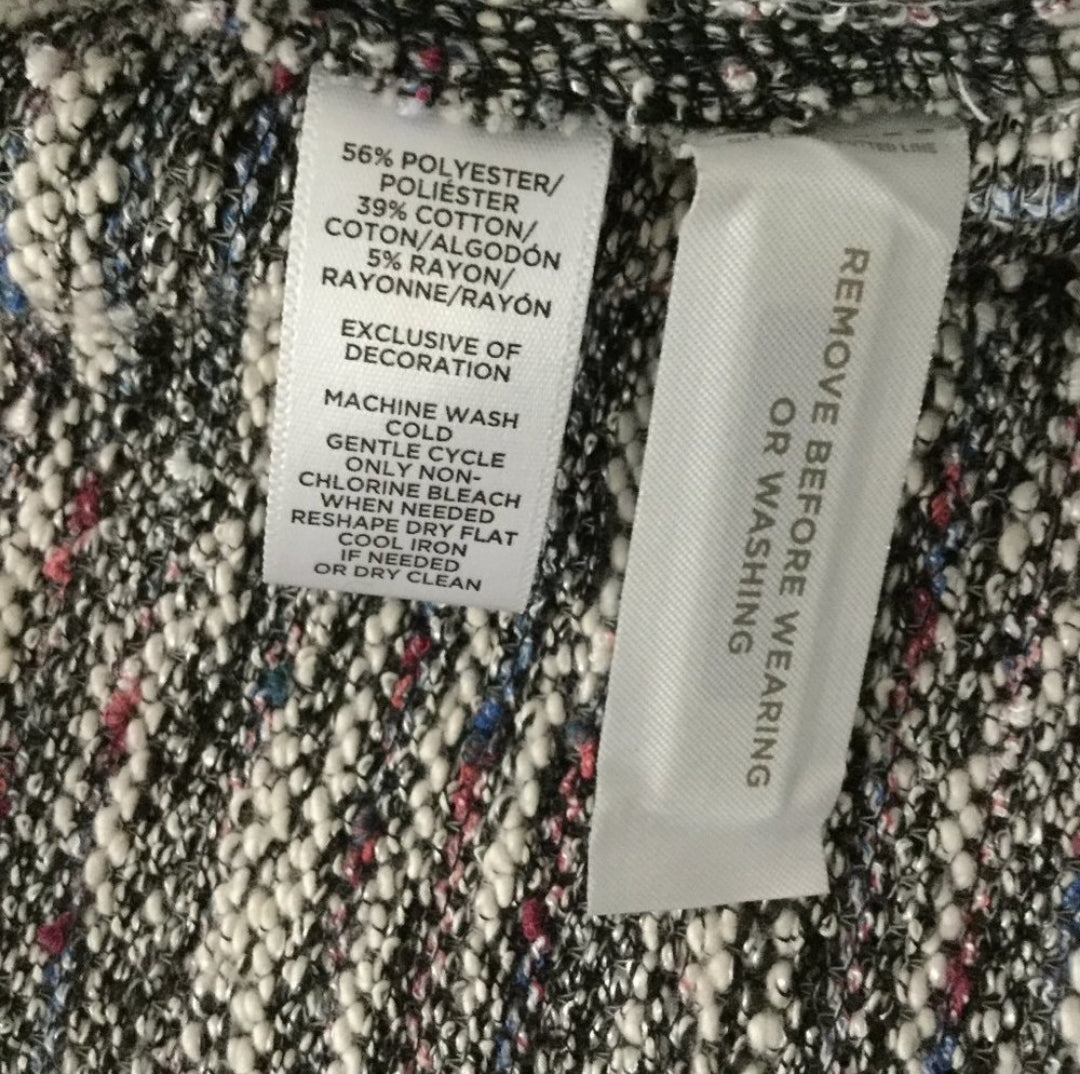 56% POLYESTER/
POLIÉSTER
39% COTTON/
COTON/ALGODÓN
5% RAYON/
RAYONNE/RAYÓN
EXCLUSIVE OF
DECORATION
MACHINE WASH
COLD
GENTLE CYCLE
ONLY NON-
CHLORINE BLEACH
WHEN NEEDED
RESHAPE DRY FLAT
COOL IRON
IF NEEDED
OR DRY CLEAN
LINE
REMOVE BEFORE WEARING
OR WASHING